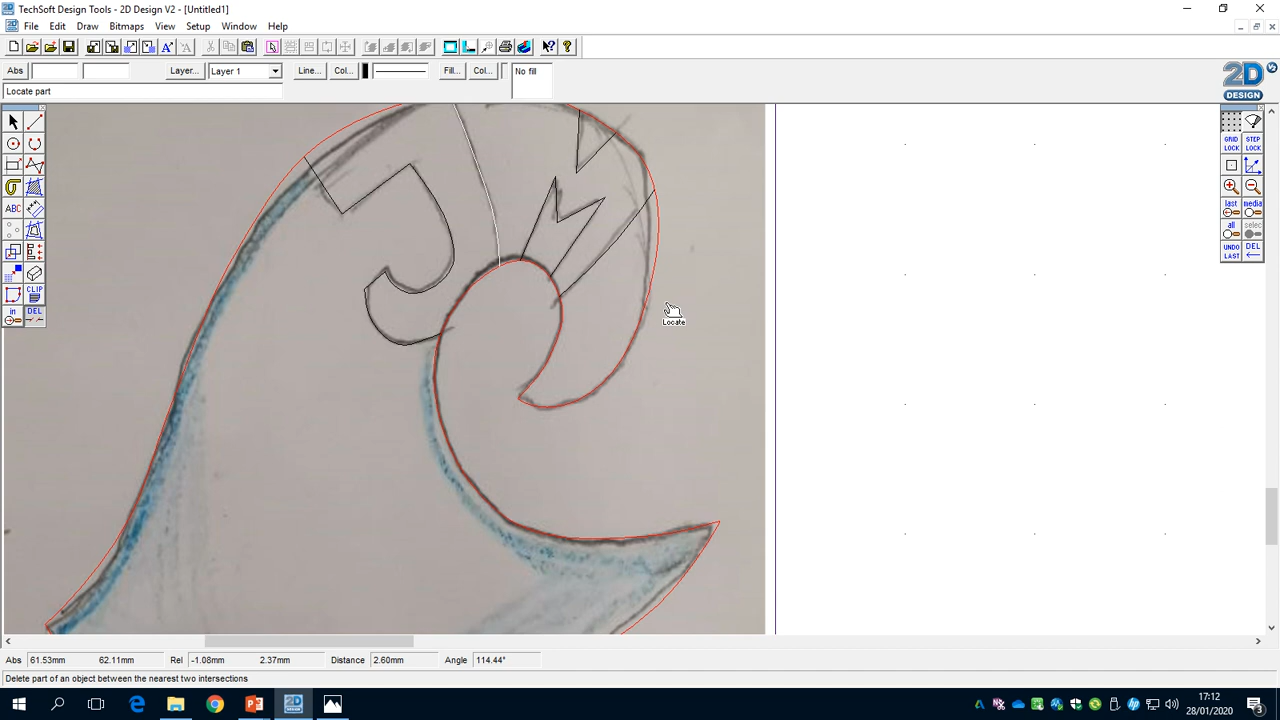 TechSoft Design Tools - 2D Design V2 - [Untitled1]
File Edit Draw Bitmaps View Setup Window Help
Abs Layer... Layer 1 Line... Col... Fill... Col... No fill
2D V2
DESIGN
Locate part
GRID LOCK STEP LOCK
ABC
last media
all selec
UNDO LAST DEL
CLIP
in DEL
Locate
Abs 61.53mm 62.11mm Rel -1.08mm 2.37mm Distance 2.60mm Angle 114.44°
Delete part of an object between the nearest two intersections
17:12
28/01/2020
3